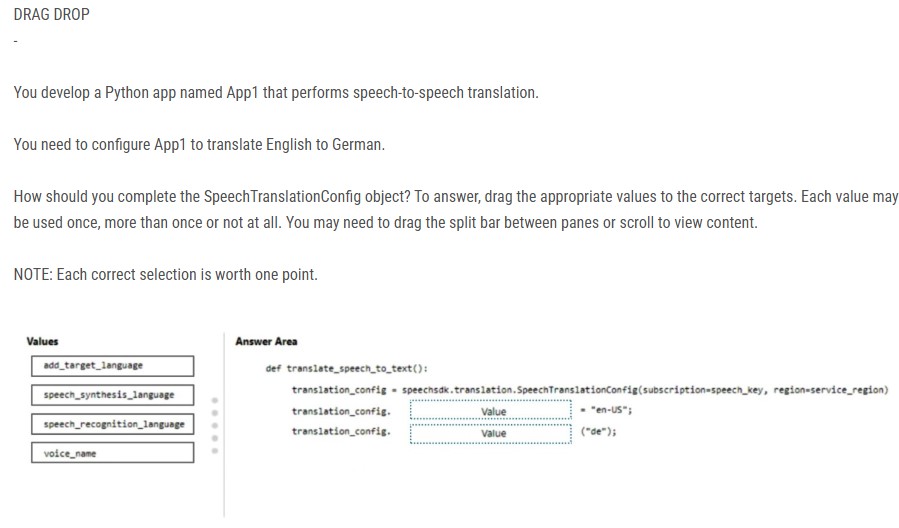 DRAG DROP
-
You develop a Python app named App1 that performs speech-to-speech translation.
You need to configure App1 to translate English to German.
How should you complete the SpeechTranslationConfig object? To answer, drag the appropriate values to the correct targets. Each value may
be used once, more than once or not at all. You may need to drag the split bar between panes or scroll to view content.
NOTE: Each correct selection is worth one point.
Values
add_target_language
speech_synthesis_language
speech_recognition_language
voice_name
Answer Area
def translate_speech_to_text():
translation_config = speechsdk.translation.SpeechTranslationConfig(subscription=speech_key, region=service_region)
translation_config. Value = "en-US";
translation_config. Value ("de");